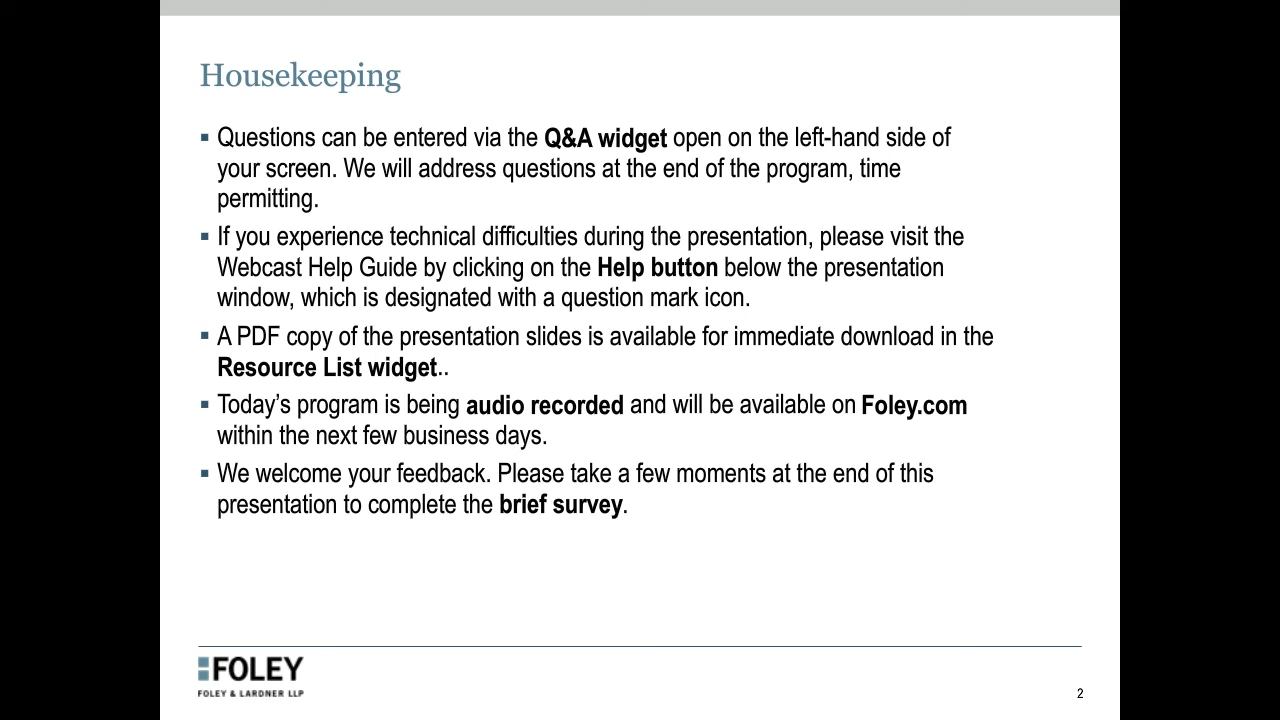 Housekeeping
▪ Questions can be entered via the Q&A widget open on the left-hand side of
your screen. We will address questions at the end of the program, time
permitting.
▪ If you experience technical difficulties during the presentation, please visit the
Webcast Help Guide by clicking on the Help button below the presentation
window, which is designated with a question mark icon.
▪ A PDF copy of the presentation slides is available for immediate download in the
Resource List widget..
▪ Today’s program is being audio recorded and will be available on Foley.com
within the next few business days.
▪ We welcome your feedback. Please take a few moments at the end of this
presentation to complete the brief survey.
FOLEY
FOLEY & LARDNER LLP
2